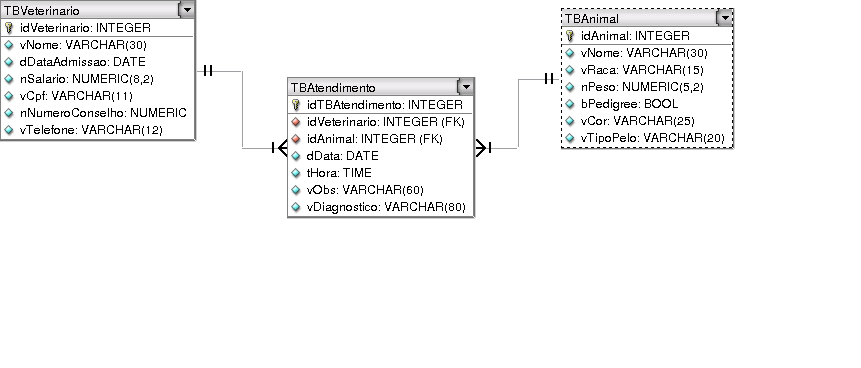 TBVeterinario
idVeterinario: INTEGER
vNome: VARCHAR(30)
dDataAdmissao: DATE
nSalario: NUMERIC(8,2)
vCpf: VARCHAR(11)
nNumeroConselho: NUMERIC
vTelefone: VARCHAR(12)
TBAtendimento
idTBAtendimento: INTEGER
idVeterinario: INTEGER (FK)
idAnimal: INTEGER (FK)
dData: DATE
tHora: TIME
vObs: VARCHAR(60)
vDiagnostico: VARCHAR(80)
TBAnimal
idAnimal: INTEGER
vNome: VARCHAR(30)
vRaca: VARCHAR(15)
nPeso: NUMERIC(5,2)
bPedigree: BOOL
vCor: VARCHAR(25)
vTipoPelo: VARCHAR(20)